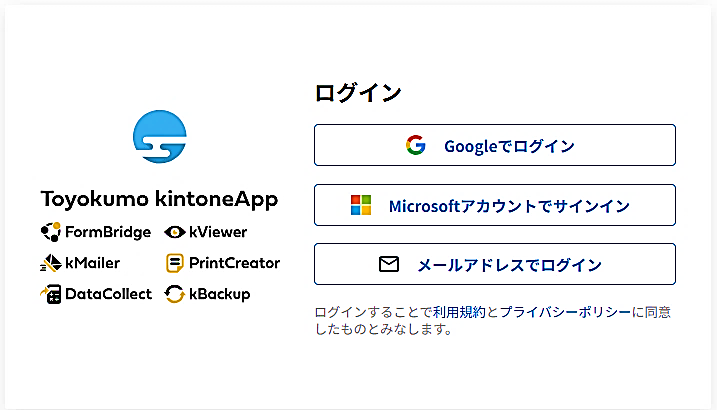 ログイン
Googleでログイン
Microsoftアカウントでサインイン
メールアドレスでログイン
ログインすることで利用規約とプライバシーポリシーに同意
したものとみなします。
Toyokumo kintoneApp
FormBridge kViewer
kMailer PrintCreator
DataCollect kBackup